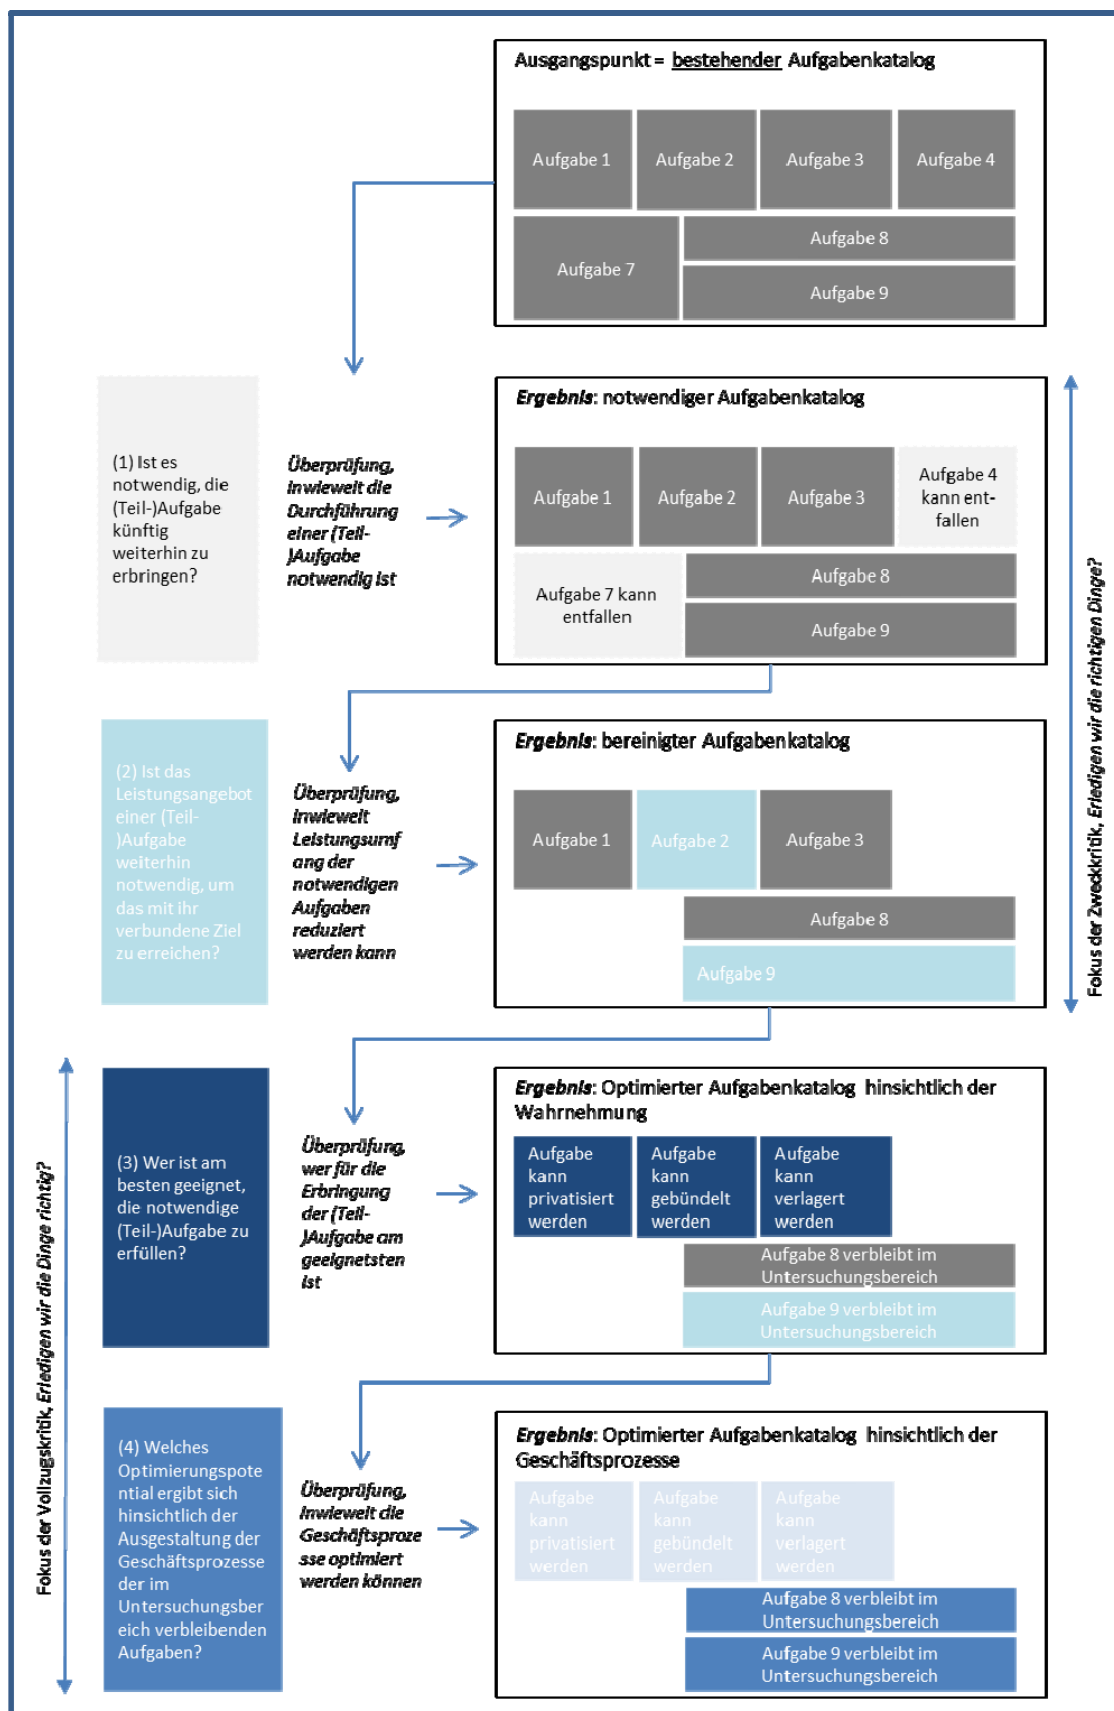 Ausgangspunkt = bestehender Aufgabenkatalog
Aufgabe 1
Aufgabe 2
Aufgabe 3
Aufgabe 4
Aufgabe 7
Aufgabe 8
Aufgabe 9
(1) Ist es
notwendig, die
(Teil-)Aufgabe
künftig
weiterhin zu
erbringen?
Überprüfung,
inwieweit die
Durchführung
einer (Teil-
)Aufgabe
notwendig ist
Ergebnis: notwendiger Aufgabenkatalog
Aufgabe 1
Aufgabe 2
Aufgabe 3
Aufgabe 4
kann ent-
fallen
Aufgabe 7 kann
entfallen
Aufgabe 8
Aufgabe 9
Fokus der Zweckkritik, Erledigen wir die richtigen Dinge?
(2) Ist das
Leistungsangebot
einer (Teil-
)Aufgabe
weiterhin
notwendig, um
das mit ihr
verbundene Ziel
zu erreichen?
Überprüfung,
inwieweit
Leistungsumf
ang der
notwendigen
Aufgaben
reduziert
werden kann
Ergebnis: bereinigter Aufgabenkatalog
Aufgabe 1
Aufgabe 2
Aufgabe 3
Aufgabe 8
Aufgabe 9
Fokus der Vollzugskritik, Erledigen wir die Dinge richtig?
(3) Wer ist am
besten geeignet,
die notwendige
(Teil-)Aufgabe zu
erfüllen?
Überprüfung,
wer für die
Erbringung
der (Teil-
)Aufgabe am
geeignetsten
ist
Ergebnis: Optimierter Aufgabenkatalog hinsichtlich der
Wahrnehmung
Aufgabe
kann
privatisiert
werden
Aufgabe
kann
gebündelt
werden
Aufgabe
kann
verlagert
werden
Aufgabe 8 verbleibt im
Untersuchungsbereich
Aufgabe 9 verbleibt im
Untersuchungsbereich
(4) Welches
Optimierungspote
ntial ergibt sich
hinsichtlich der
Ausgestaltung der
Geschäftsprozesse
der im
Untersuchungsber
eich verbleibenden
Aufgaben?
Überprüfung,
inwieweit die
Geschäftsproze
sse optimiert
werden können
Ergebnis: Optimierter Aufgabenkatalog hinsichtlich der
Geschäftsprozesse
Aufgabe
kann
privatisiert
werden
Aufgabe
kann
gebündelt
werden
Aufgabe
kann
verlagert
werden
Aufgabe 8 verbleibt im
Untersuchungsbereich
Aufgabe 9 verbleibt im
Untersuchungsbereich